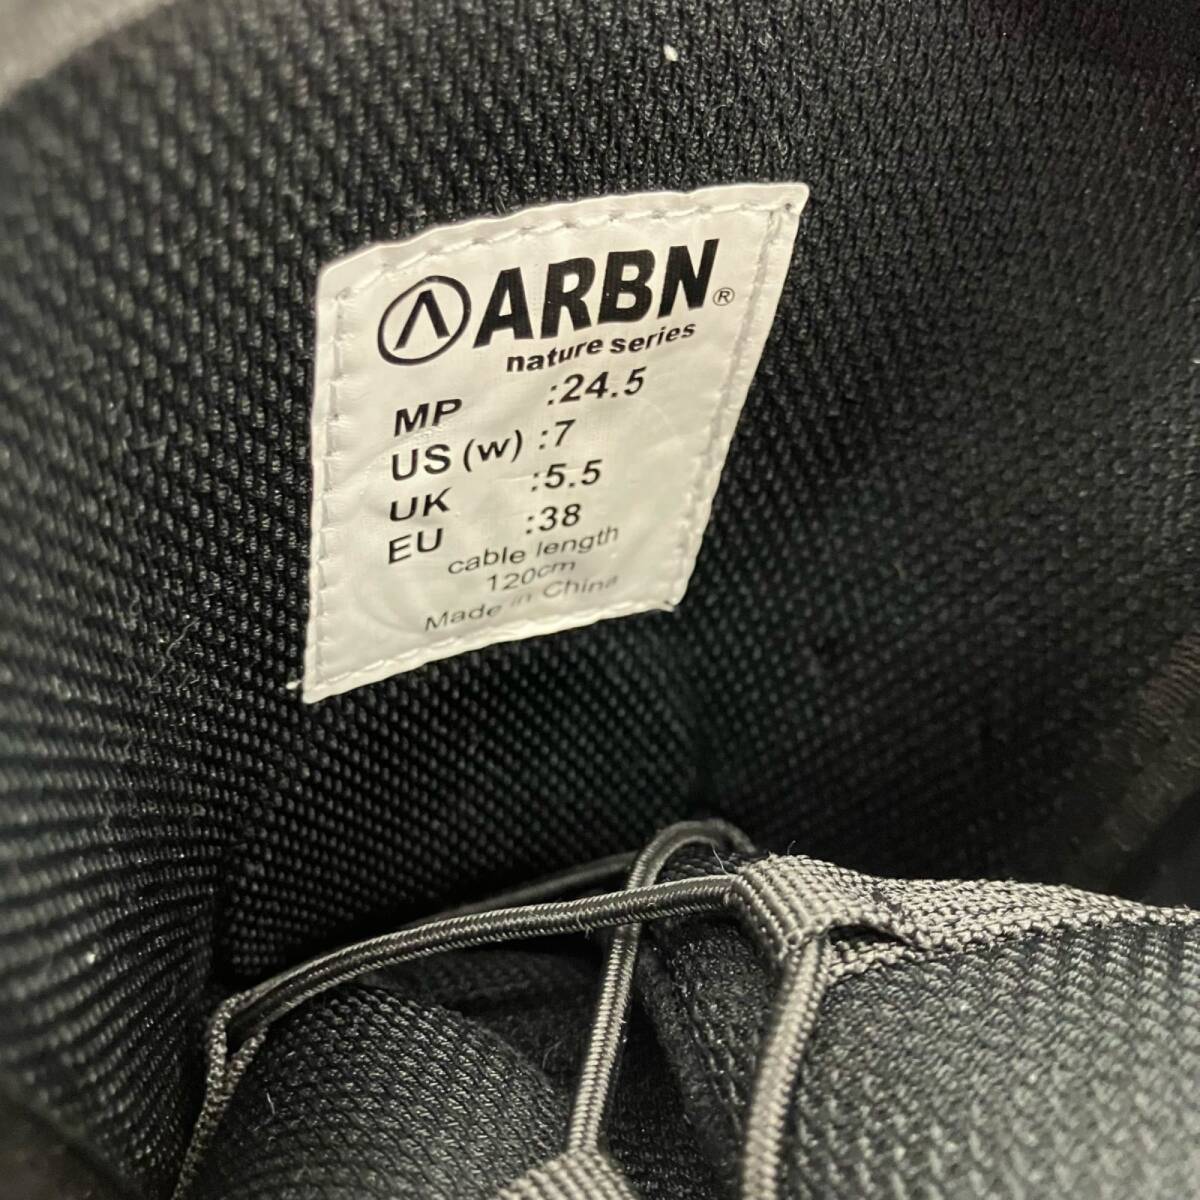 ARBN®
nature series
MP :24.5
US (w) :7
UK :5.5
EU :38
cable length
120cm
Made in China